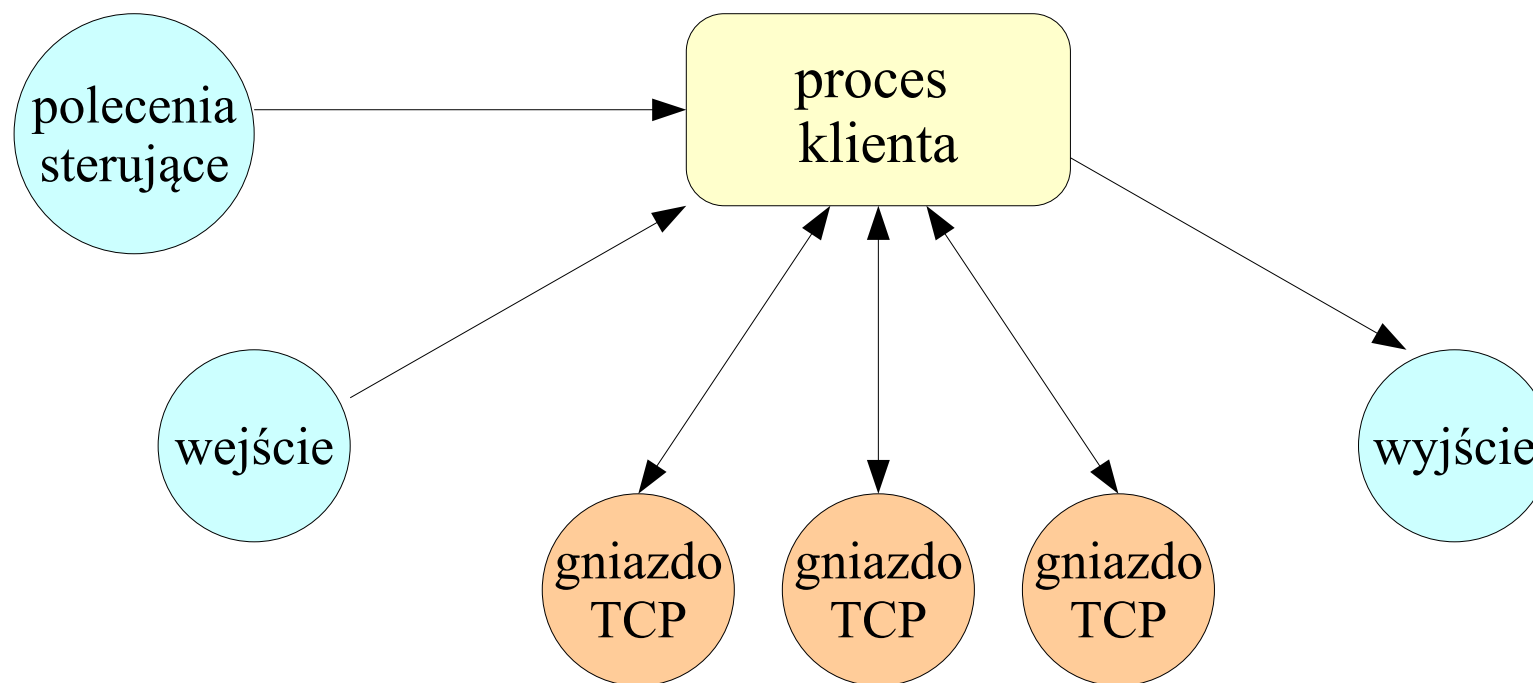 polecenia
sterujące
proces
klienta
wejście
wyjście
gniazdo
TCP
gniazdo
TCP
gniazdo
TCP